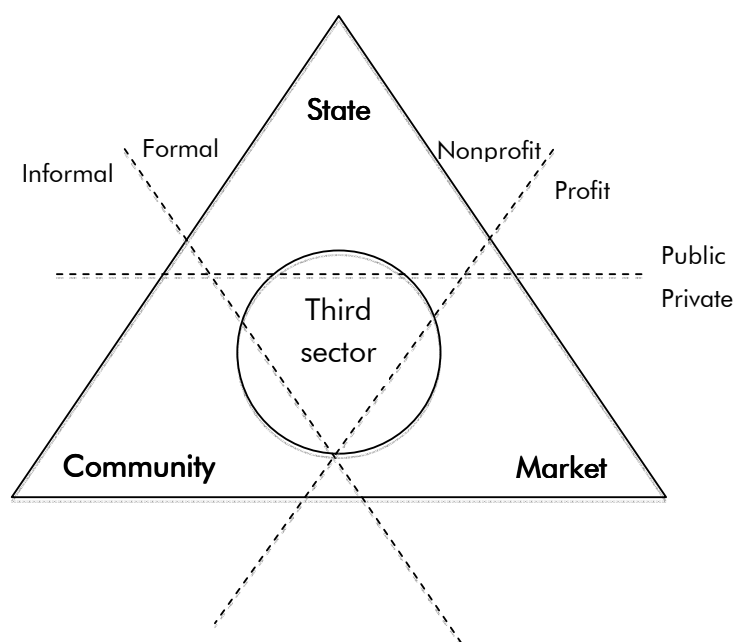 State
Formal
Nonprofit
Informal
Profit
Public
Private
Third
sector
Community
Market